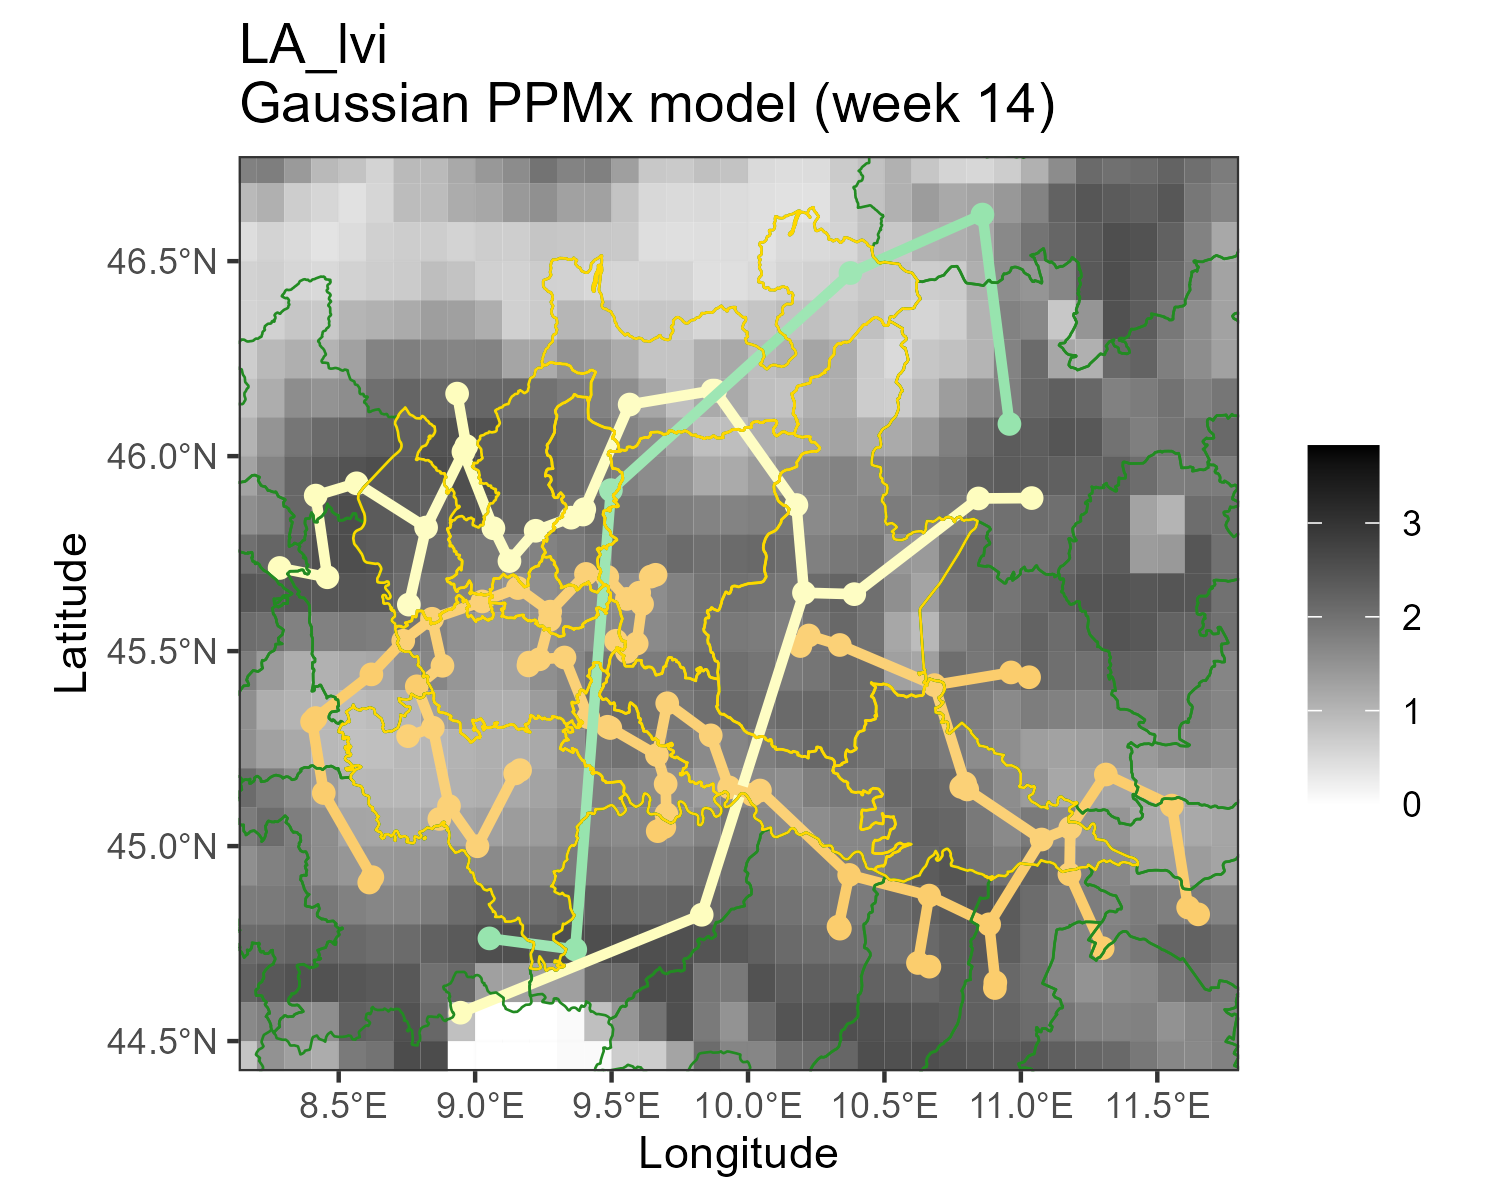 LA_lvi
Gaussian PPMx model (week 14)
46.5°N
46.0°N
45.5°N
45.0°N
44.5°N
Latitude
8.5°E 9.0°E 9.5°E 10.0°E 10.5°E 11.0°E 11.5°E
Longitude
3
2
1
0